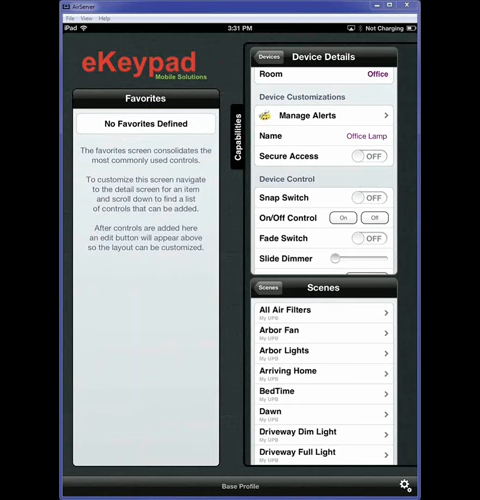 AirServer
File View Help
iPad
3:31 PM
Not Charging
eKeypad
Mobile Solutions
Favorites
No Favorites Defined
The favorites screen consolidates the
most commonly used controls.
To customize this screen navigate
to the detail screen for an item
and scroll down to find a list
of controls that can be added.
After controls are added here
an edit button will appear above
so the layout can be customized.
Capabilities
Devices
Device Details
Room Office
Device Customizations
Manage Alerts
Name Office Lamp
Secure Access OFF
Device Control
Snap Switch OFF
On/Off Control On Off
Fade Switch OFF
Slide Dimmer
Scenes
Scenes
All Air Filters
My UPB
Arbor Fan
My UPB
Arbor Lights
My UPB
Arriving Home
My UPB
BedTime
My UPB
Dawn
My UPB
Driveway Dim Light
My UPB
Driveway Full Light
My UPB
Base Profile